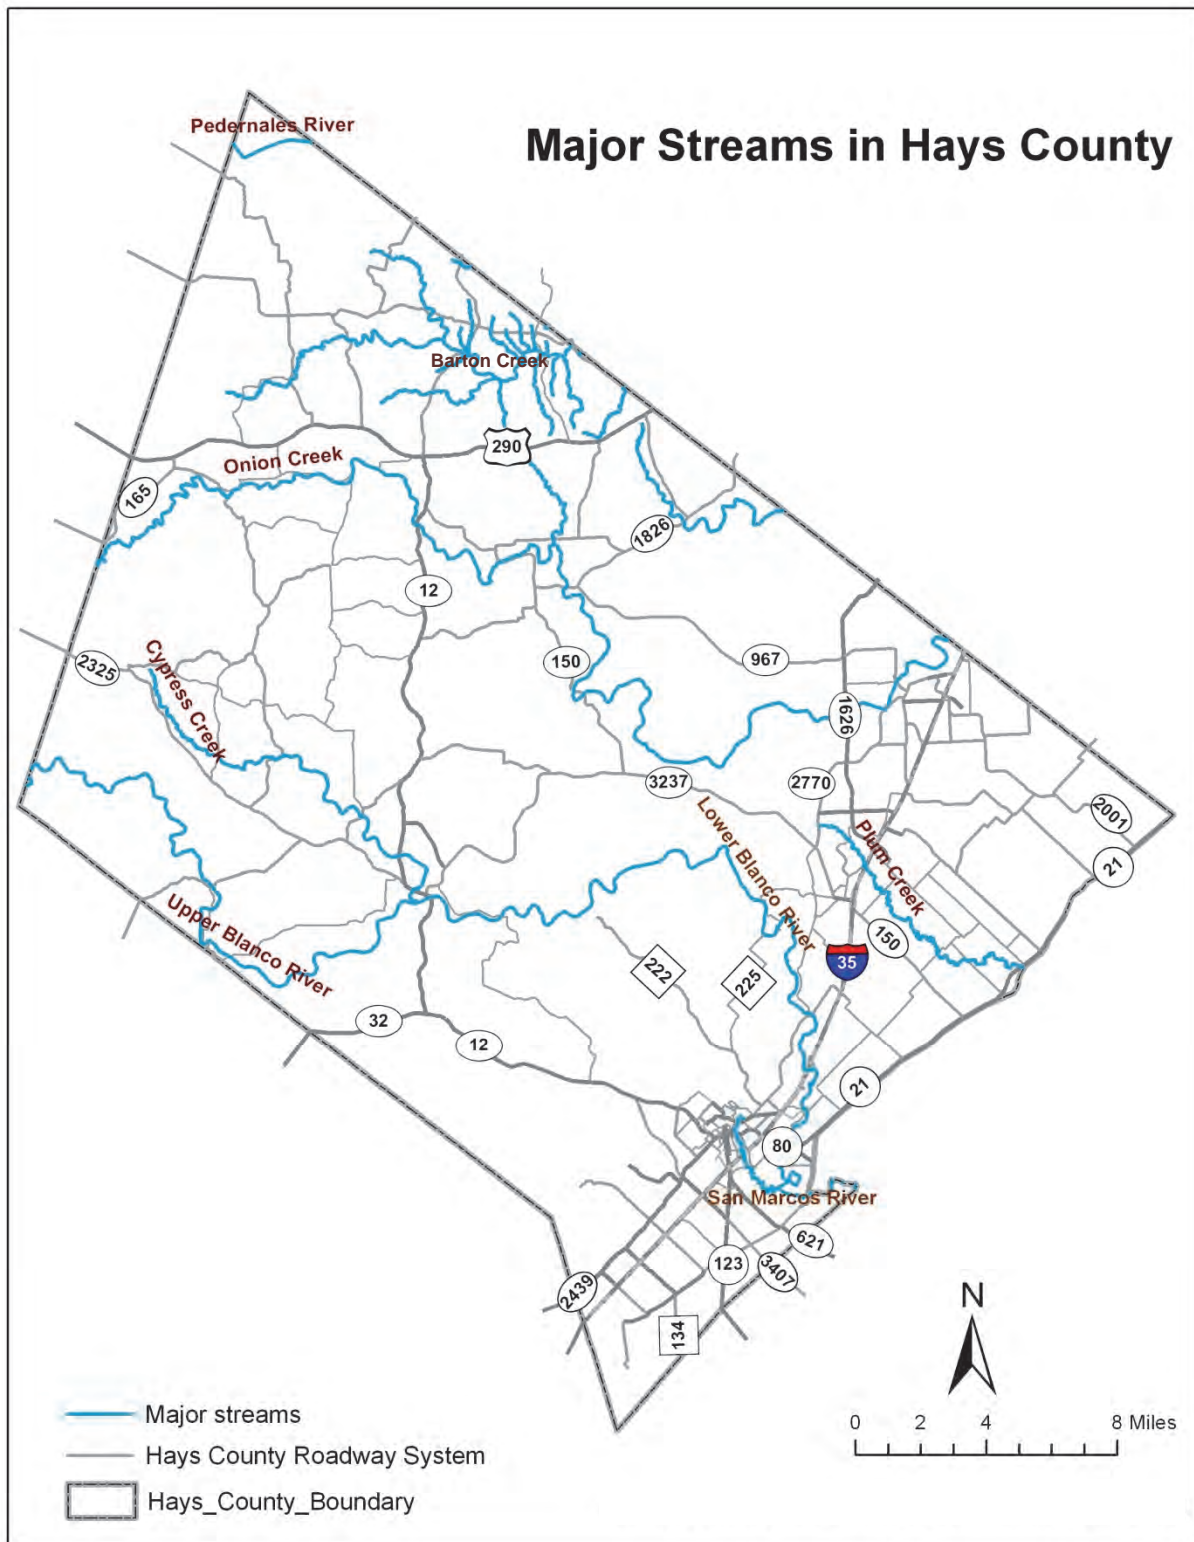 Pedernales River
Major Streams in Hays County
Barton Creek
290
Onion Creek
165
1826
12
Cypress Creek
2325
150
967
1626
3237
2770
Lower Blanco River
2001
Plum Creek
21
Upper Blanco River
150
222
225
35
32
12
21
80
San Marcos River
621
123
3407
2439
134
N
Major streams
0 2 4 8 Miles
Hays County Roadway System
Hays_County_Boundary